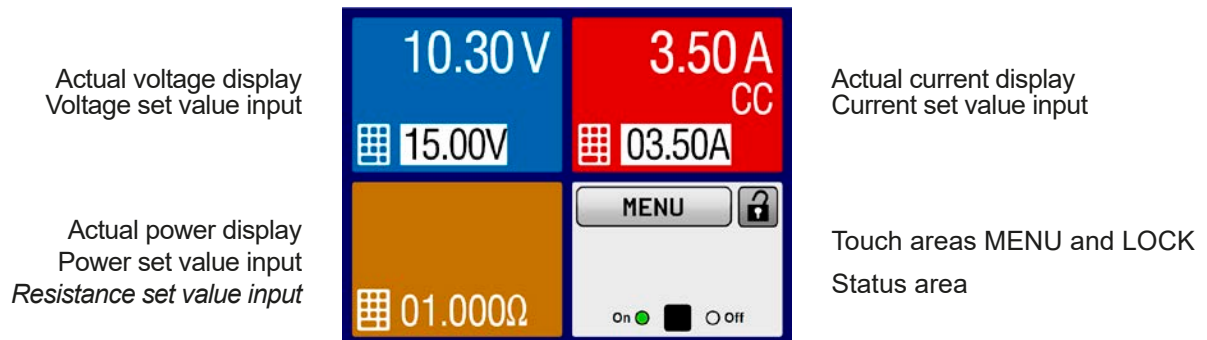 Actual voltage display
Voltage set value input
10.30 V
15.00V
3.50 A
CC
03.50A
Actual current display
Current set value input
Actual power display
Power set value input
Resistance set value input
01.000Ω
MENU
On
Off
Touch areas MENU and LOCK
Status area